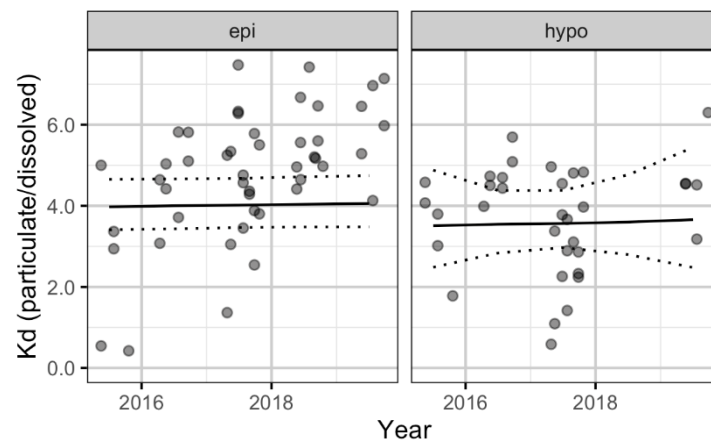 epi
hypo
Kd (particulate/dissolved)
6.0
4.0
2.0
0.0
2016
2018
2016
2018
Year